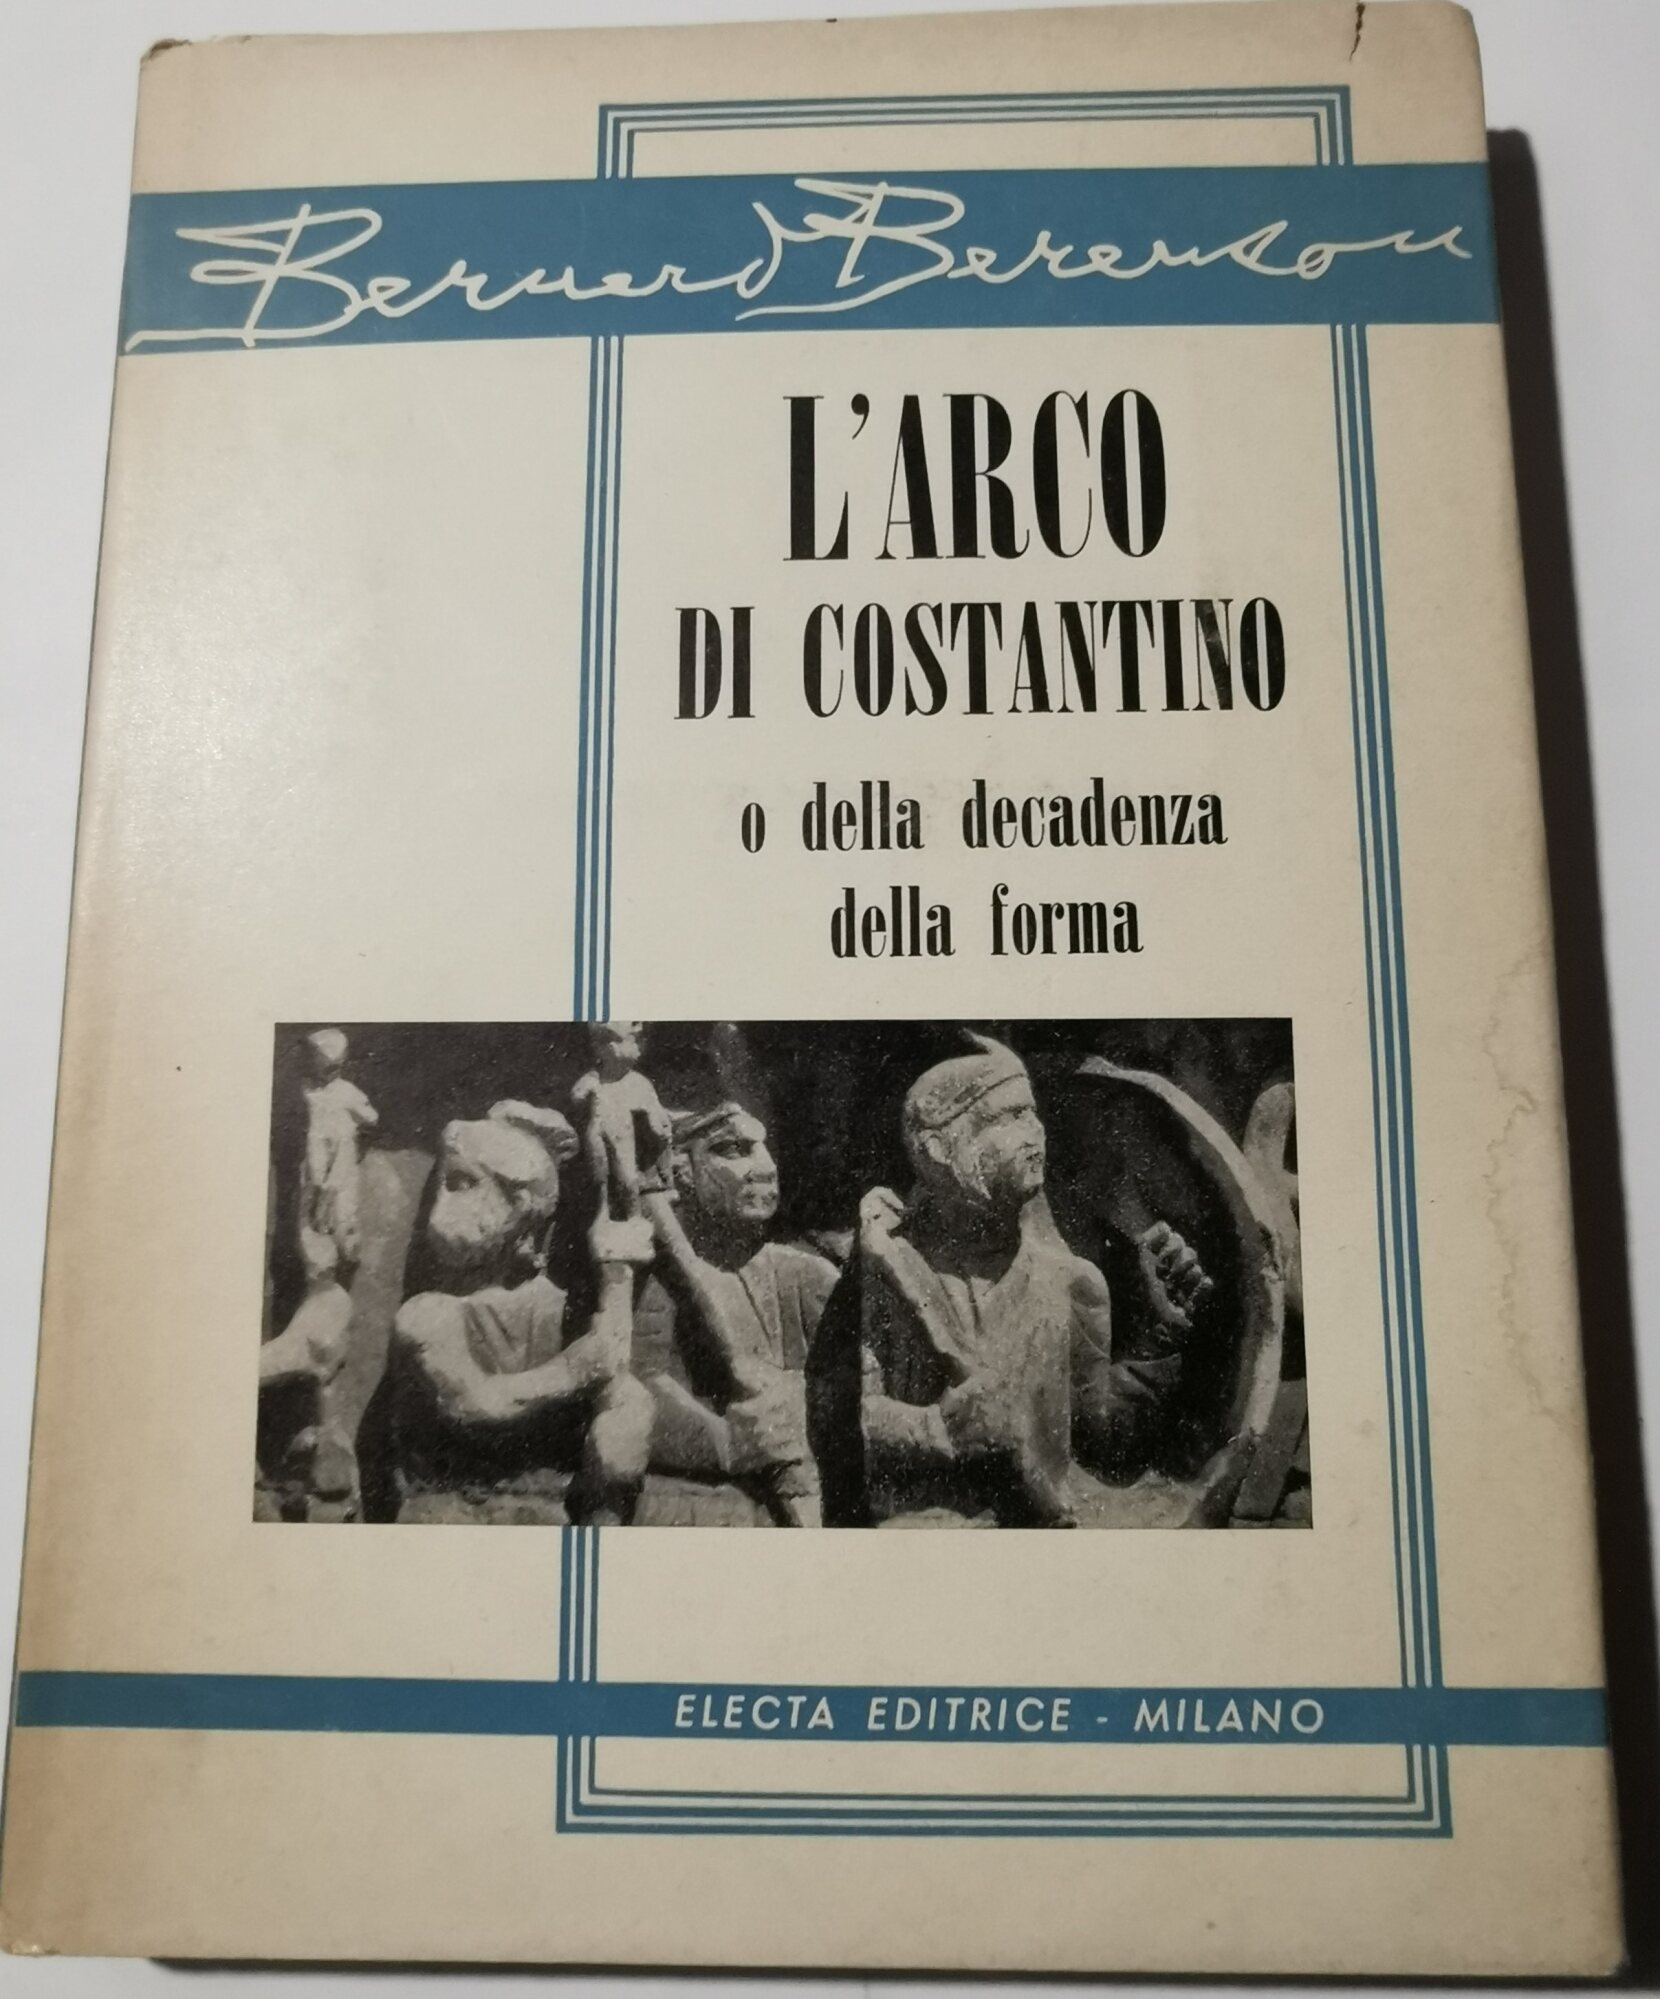 Bernard Berenson
L'ARCO
DI COSTANTINO
o della decadenza
della forma
ELECTA EDITRICE - MILANO